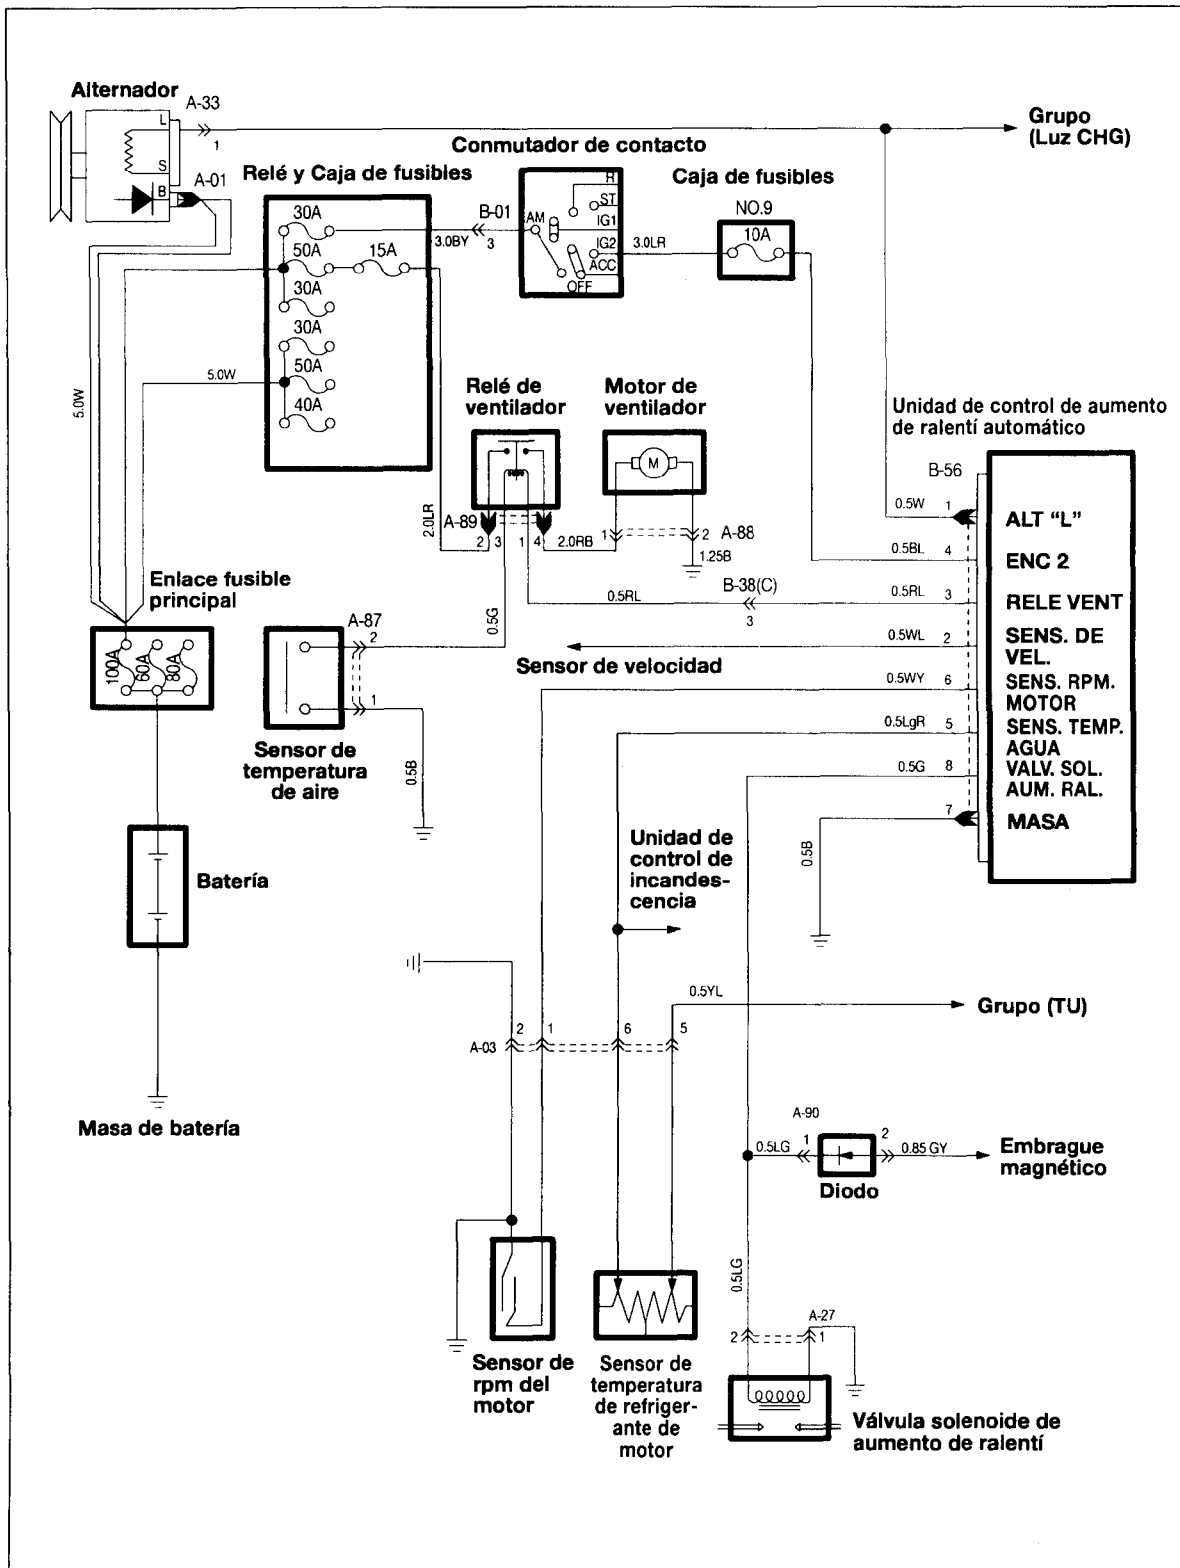 Alternador
A-33
L
1
S
B
A-01
Grupo
(Luz CHG)
Conmutador de contacto
Relé y Caja de fusibles
Caja de fusibles
R
ST
AM
IG1
IG2
ACC
OFF
B-01
3.0BY
3
3.0LR
NO.9
10A
30A
50A
15A
30A
30A
50A
40A
5.0W
5.0W
Relé de
ventilador
Motor de
ventilador
M
Unidad de control de aumento
de ralentí automático
B-56
2.0LR
A-89
2
3
1
4
2.0RB
1
2
A-88
1.25B
0.5W
1
ALT “L”
0.5BL
4
ENC 2
B-38(C)
0.5RL
3
0.5RL
3
RELE VENT
0.5WL
2
SENS. DE
VEL.
Sensor de velocidad
0.5WY
6
SENS. RPM.
MOTOR
0.5LgR
5
SENS. TEMP.
AGUA
0.5G
8
VALV. SOL.
AUM. RAL.
7
MASA
0.5B
Enlace fusible
principal
100A
60A
80A
A-87
2
0.5G
1
Sensor de
temperatura
de aire
0.5B
Unidad de
control de
incandes-
cencia
Batería
0.5YL
Grupo (TU)
A-03
2
1
6
5
Masa de batería
A-90
0.5LG
1
2
0.85 GY
Embrague
magnético
Diodo
0.5LG
A-27
2
1
Sensor de
rpm del
motor
Sensor de
temperatura
de refriger-
ante de
motor
Válvula solenoide de
aumento de ralentí